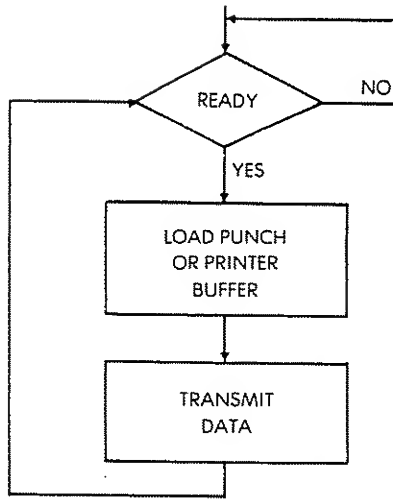 READY
NO
YES
LOAD PUNCH
OR PRINTER
BUFFER
TRANSMIT
DATA